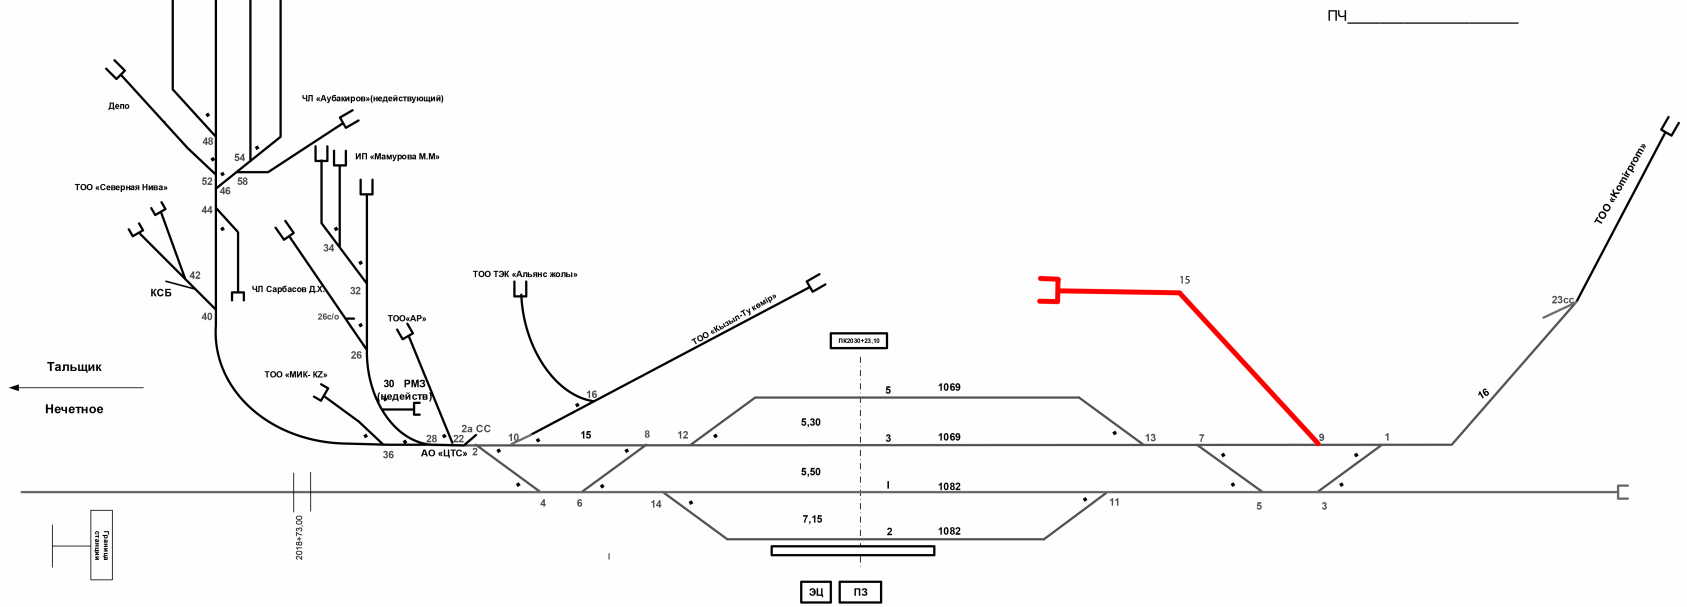 ПЧ
Депо
ЧЛ «Аубакиров»(недействующий)
48
54
ИП «Мамурова М.М»
52
46
58
ТОО «Северная Нива»
44
34
42
КСБ
ЧЛ Сарбасов Д.Х.
32
40
26с/о
ТОО«АР»
26
ТОО ТЭК «Альянс жолы»
ТОО «Кызыл-Ту көмір»
15
ТОО «Komirprom»
23сс
ПК2030+23,10
Тальщик
Нечетное
ТОО «МИК- KZ»
30 РМЗ
(недейств)
16
5
1069
16
5,30
2а СС
28
22
10
15
8
12
3
1069
13
7
9
1
36
АО «ЦТС»
2
5,50
I
1082
4
6
14
11
5
3
7,15
2
1082
Граница
станции
2018+73,00
ЭЦ
ПЗ